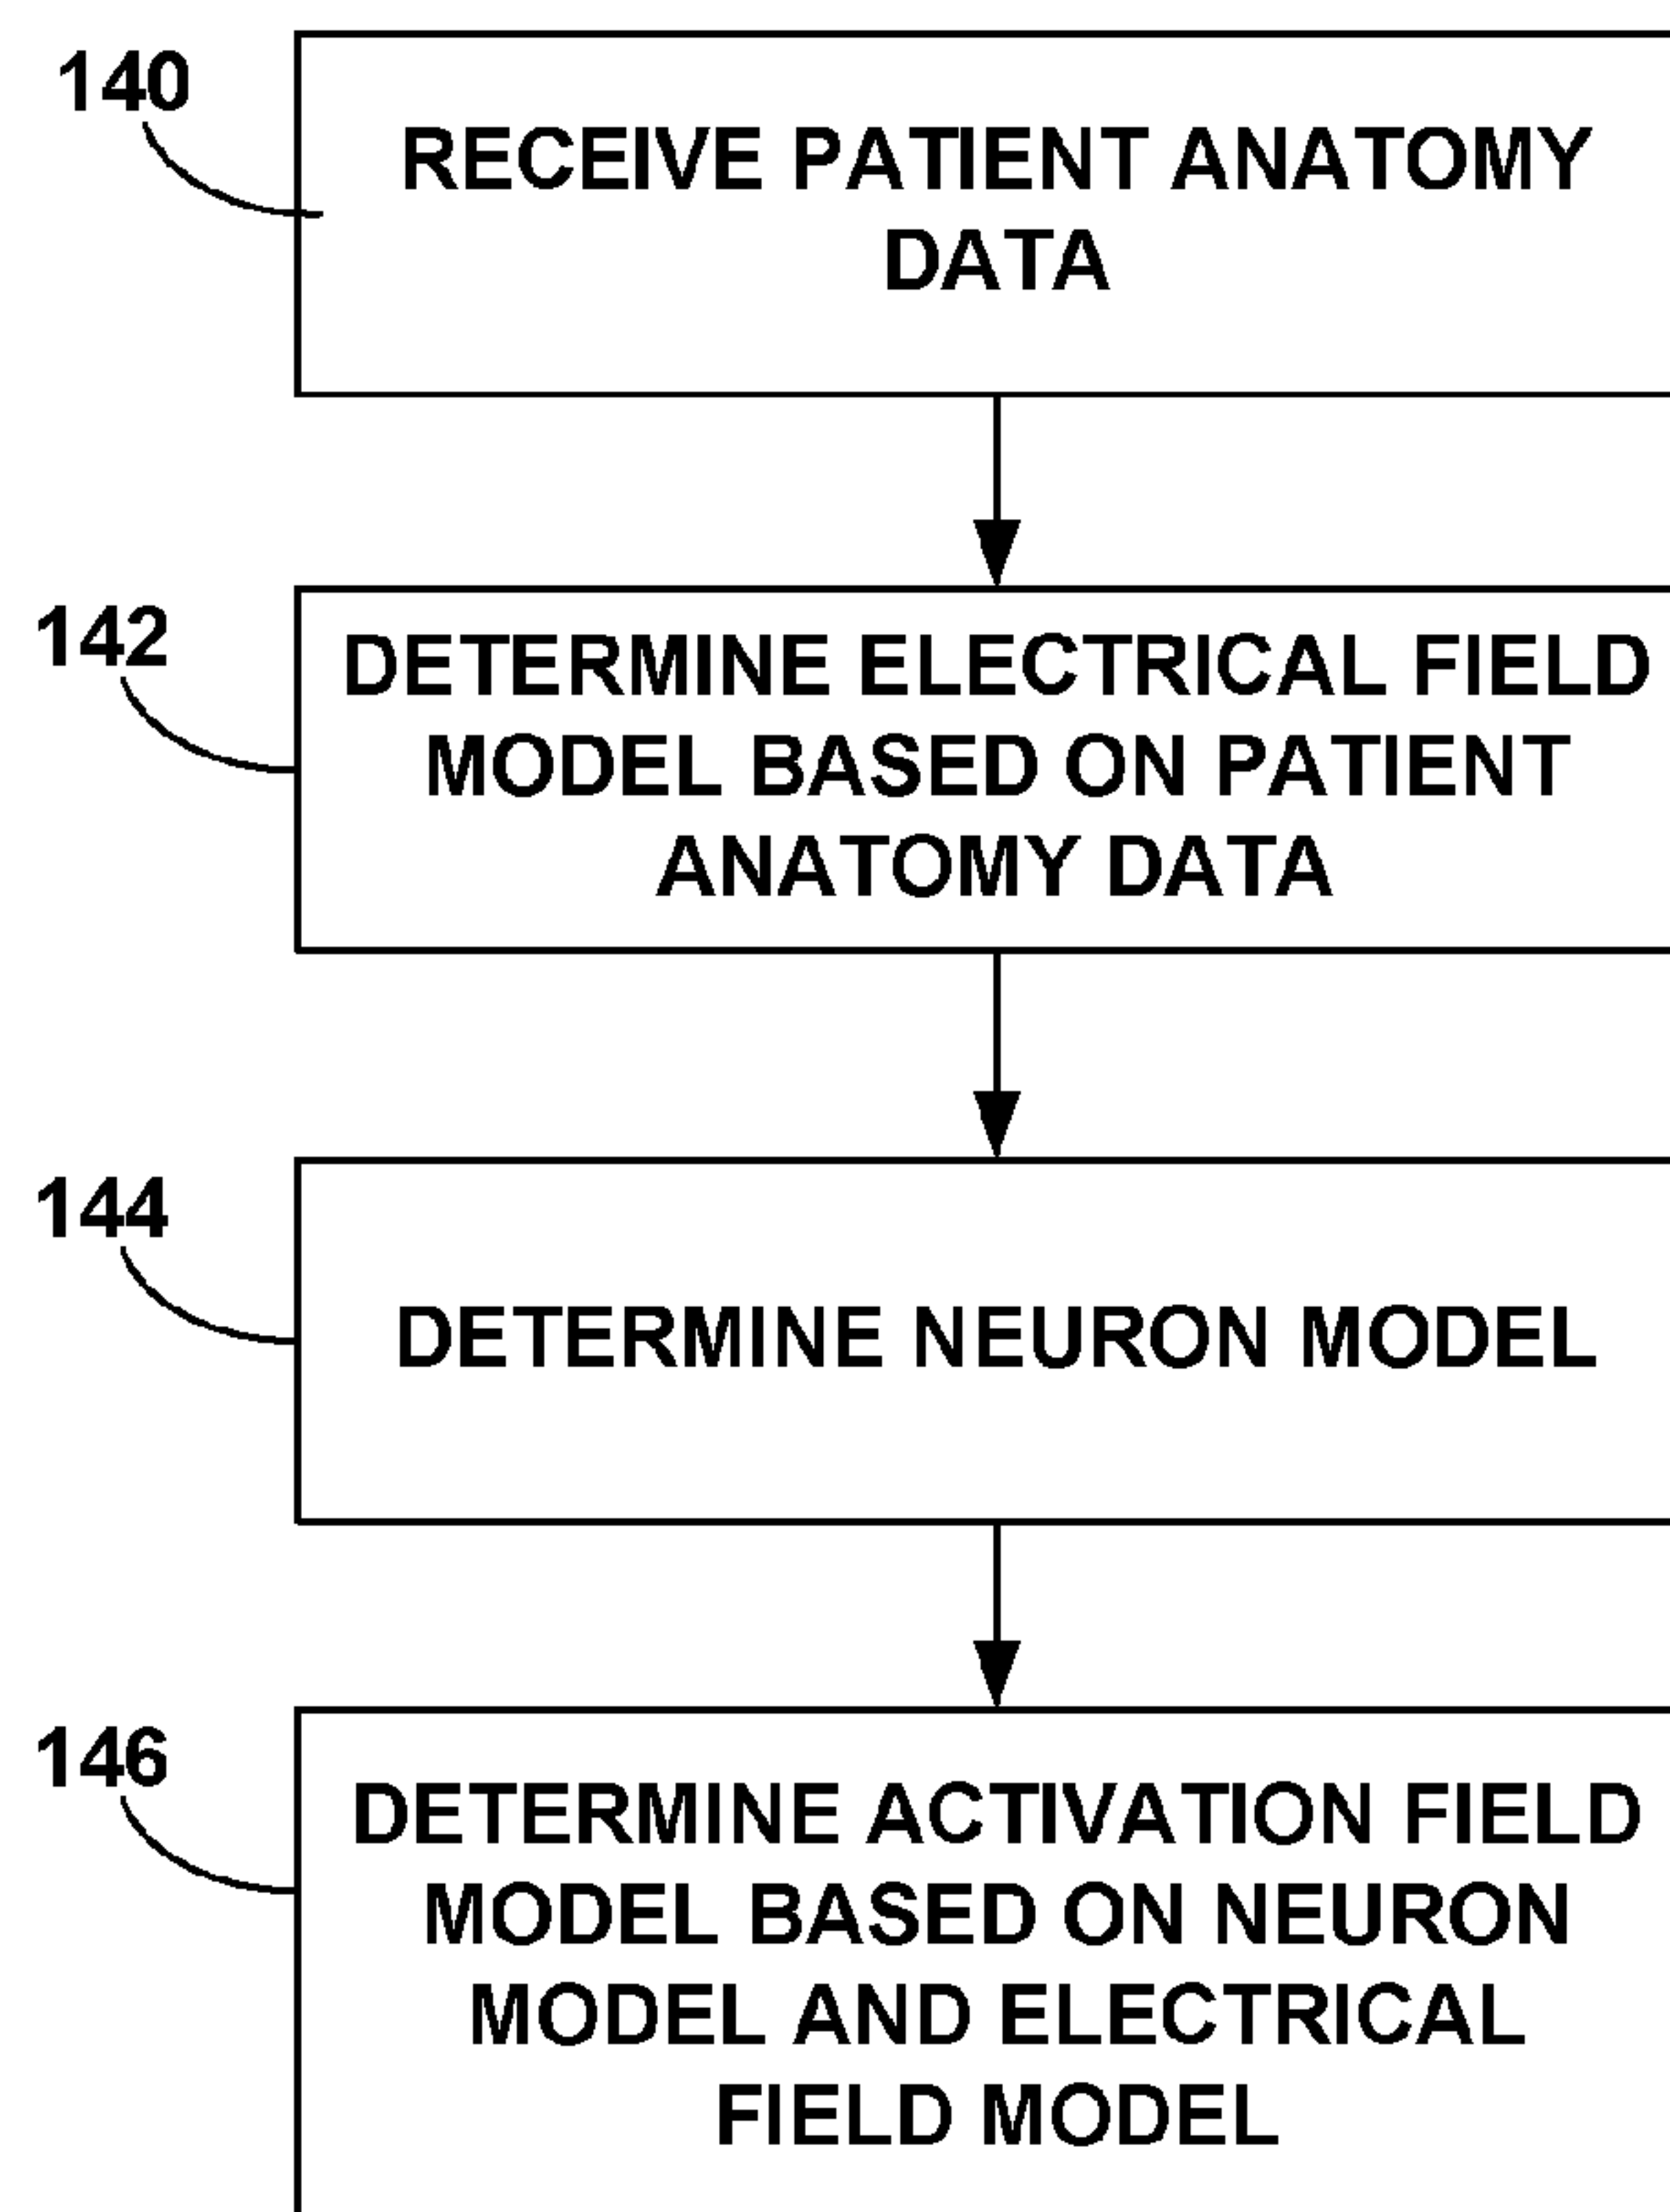 140
RECEIVE PATIENT ANATOMY
DATA
142
DETERMINE ELECTRICAL FIELD
MODEL BASED ON PATIENT
ANATOMY DATA
144
DETERMINE NEURON MODEL
146
DETERMINE ACTIVATION FIELD
MODEL BASED ON NEURON
MODEL AND ELECTRICAL
FIELD MODEL